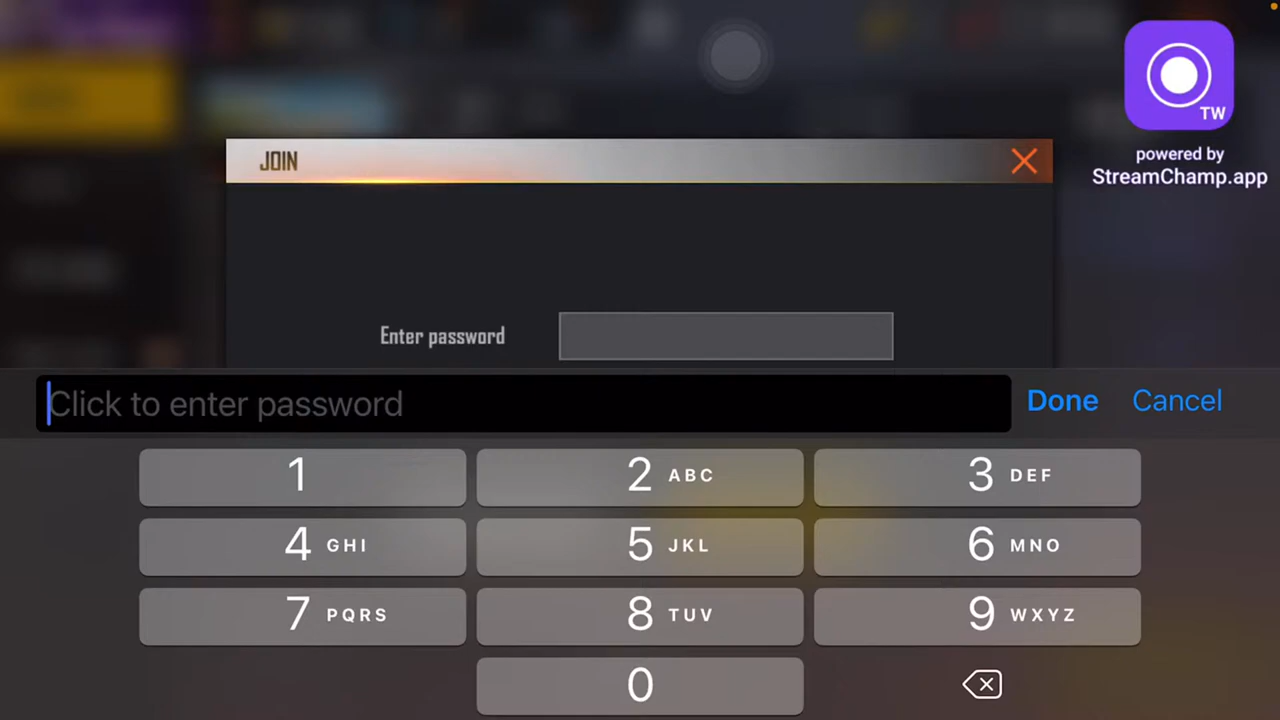 TW
powered by
StreamChamp.app
JOIN
Enter password
Click to enter password
Done Cancel
1 2 ABC 3 DEF
4 GHI 5 JKL 6 MNO
7 PQRS 8 TUV 9 WXYZ
0